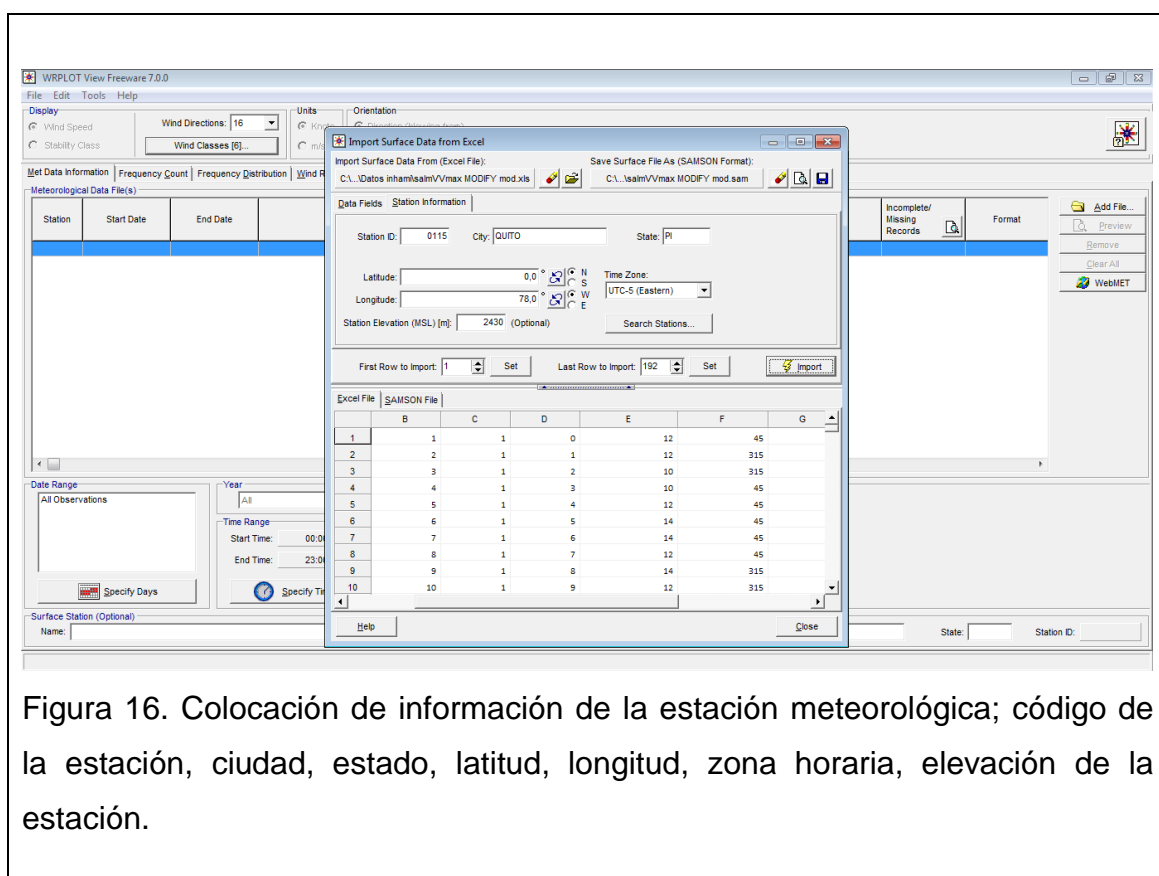 WRPLOT View Freeware 7.0.0
File Edit Tools Help
Display
Wind Speed
Stability Class
Wind Directions: 16
Wind Classes [6]...
Units
Orientation
Met Data Information Frequency Count Frequency Distribution
Meteorological Data File(s)
Station Start Date End Date
Incomplete/
Missing
Records
Format
Add File...
Preview
Remove
Clear All
WebMET
Import Surface Data from Excel
Import Surface Data From (Excel File): Save Surface File As (SAMSON Format):
C:\...\Datos inham\salmVVmax MODIFY mod.xls C:\...\salmVVmax MODIFY mod.sam
Data Fields Station Information
Station ID: 0115 City: QUITO State: PI
Latitude: 0,0 ° N
S
Longitude: 78,0 ° W
E
Time Zone:
UTC-5 (Eastern)
Station Elevation (MSL) [m]: 2430 (Optional) Search Stations...
First Row to Import: 1 Set Last Row to Import: 192 Set Import
Excel File SAMSON File
B C D E F G
1 1 1 0 12 45
2 2 1 1 12 315
3 3 1 2 10 315
4 4 1 3 10 45
5 5 1 4 12 45
6 6 1 5 14 45
7 7 1 6 14 45
8 8 1 7 12 45
9 9 1 8 14 315
10 10 1 9 12 315
Help Close
Date Range
All Observations
Specify Days
Year
All
Time Range
Start Time: 00:0
End Time: 23:0
Surface Station (Optional)
Name: State: Station ID:
Figura 16. Colocación de información de la estación meteorológica; código de
la estación, ciudad, estado, latitud, longitud, zona horaria, elevación de la
estación.